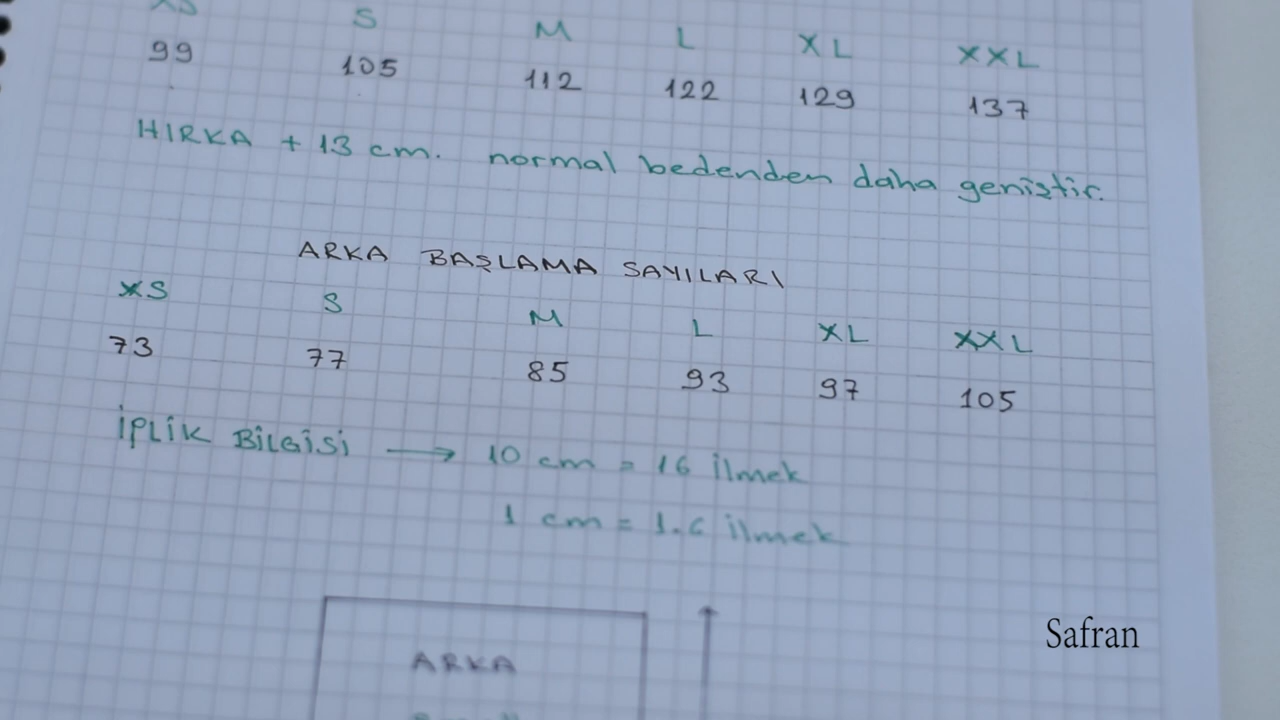 XS S M L XL XXL
99 105 112 122 129 137
HIRKA + 13 cm. normal bedenden daha geniştir.
ARKA BAŞLAMA SAYILARI
XS S M L XL XXL
73 77 85 93 97 105
İPLİK BİLGİSİ → 10 cm = 16 ilmek
1 cm = 1.6 ilmek
ARKA
Safran